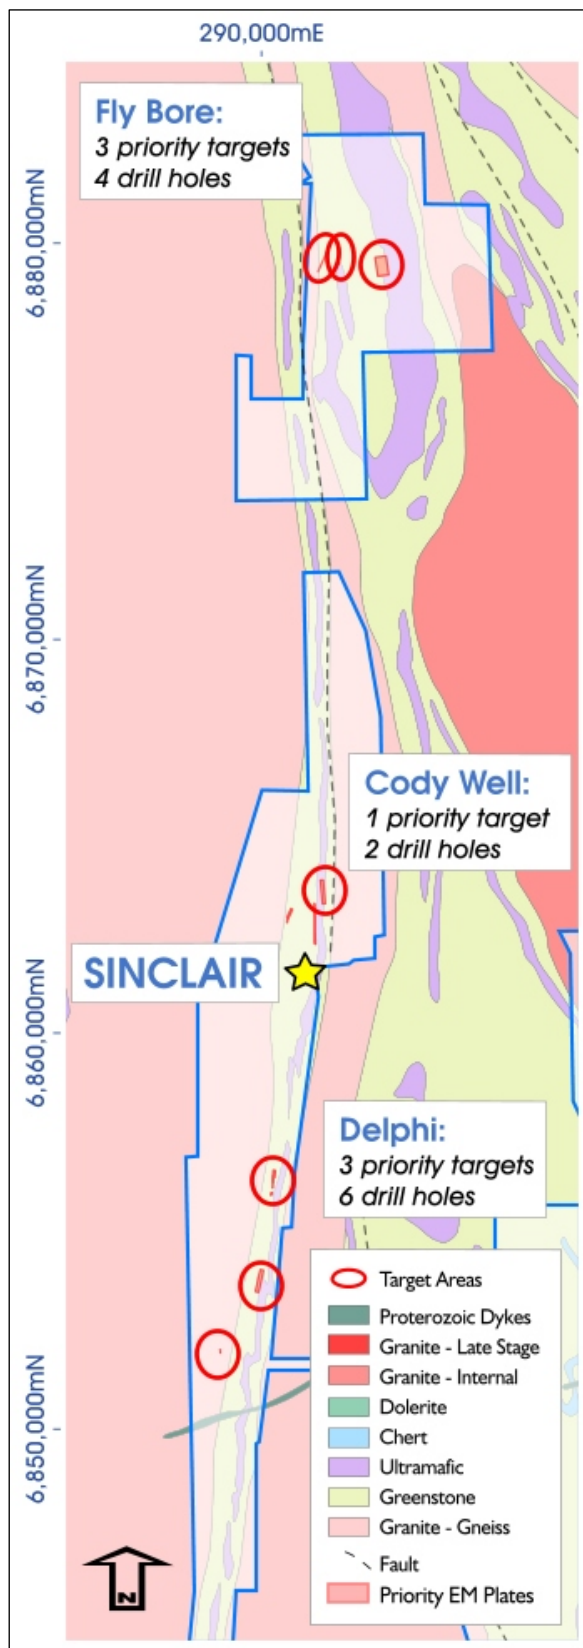 290,000mE
Fly Bore:
3 priority targets
4 drill holes
6,880,000mN
6,870,000mN
Cody Well:
1 priority target
2 drill holes
SINCLAIR
6,860,000mN
Delphi:
3 priority targets
6 drill holes
6,850,000mN
Target Areas
Proterozoic Dykes
Granite - Late Stage
Granite - Internal
Dolerite
Chert
Ultramafic
Greenstone
Granite - Gneiss
Fault
Priority EM Plates
N